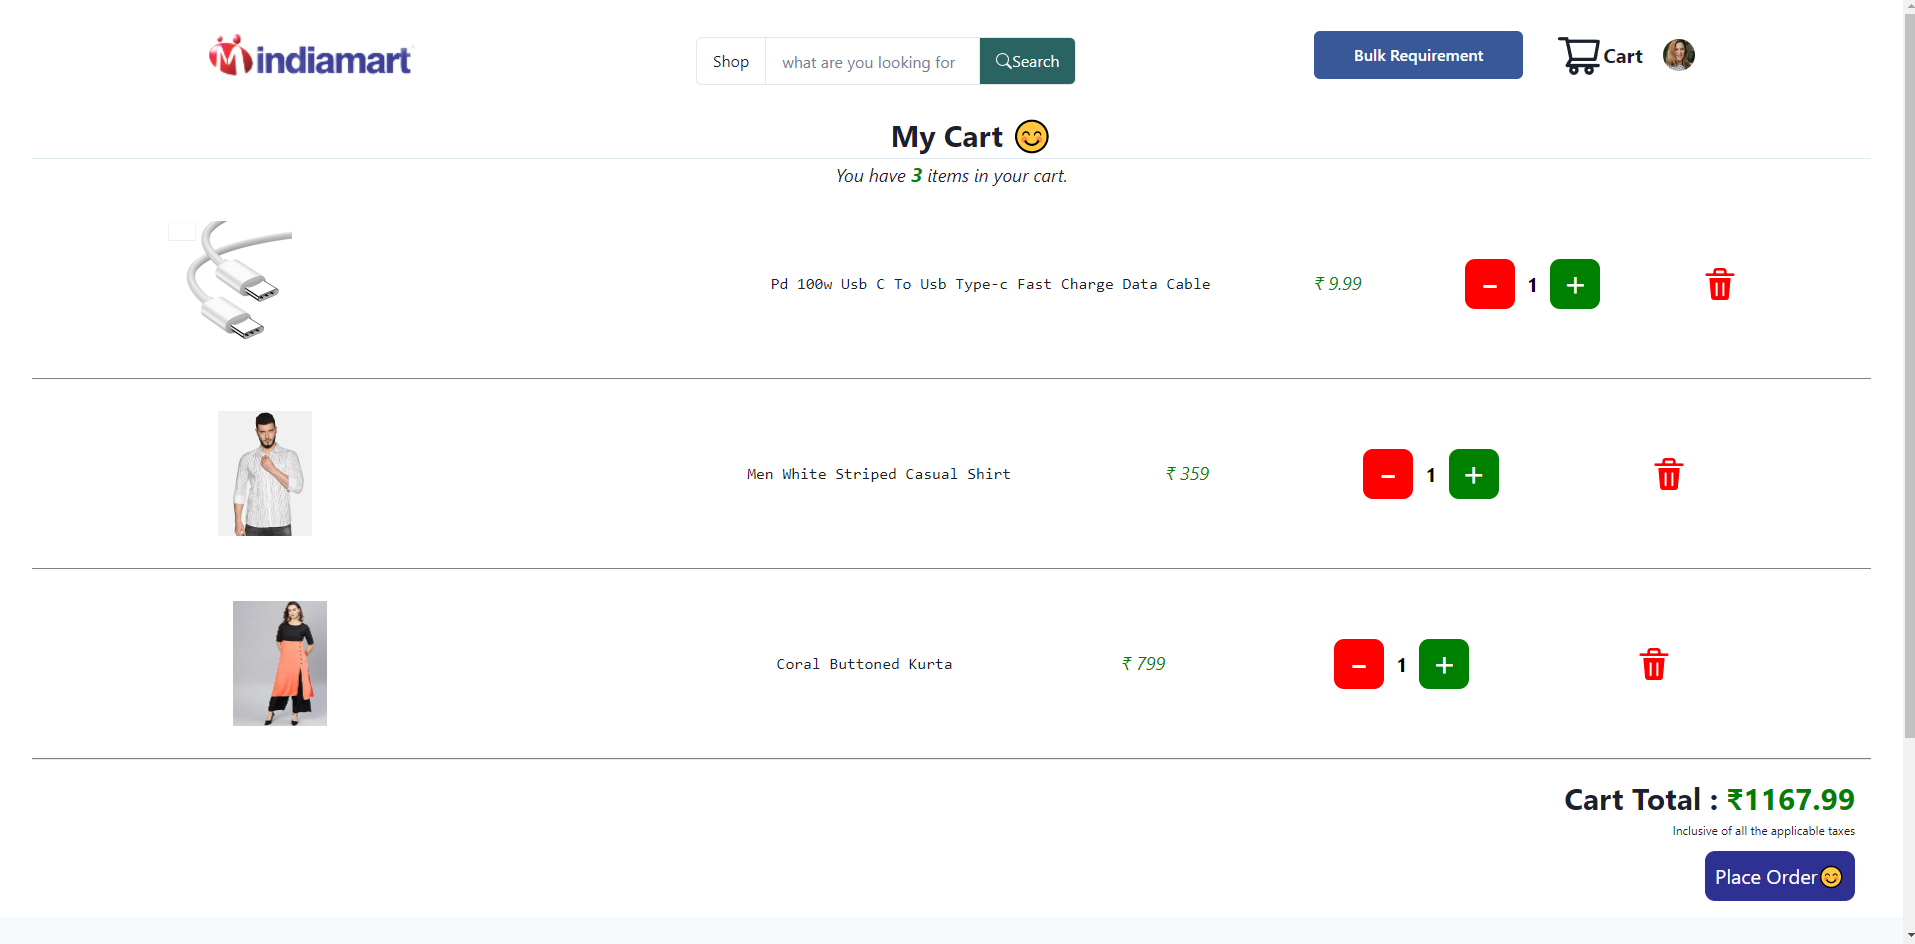 indiamart
Shop what are you looking for Search
Bulk Requirement
Cart
My Cart 😊
You have 3 items in your cart.
Pd 100w Usb C To Usb Type-c Fast Charge Data Cable ₹ 9.99 - 1 +
Men White Striped Casual Shirt ₹ 359 - 1 +
Coral Buttoned Kurta ₹ 799 - 1 +
Cart Total : ₹1167.99
Inclusive of all the applicable taxes
Place Order😊